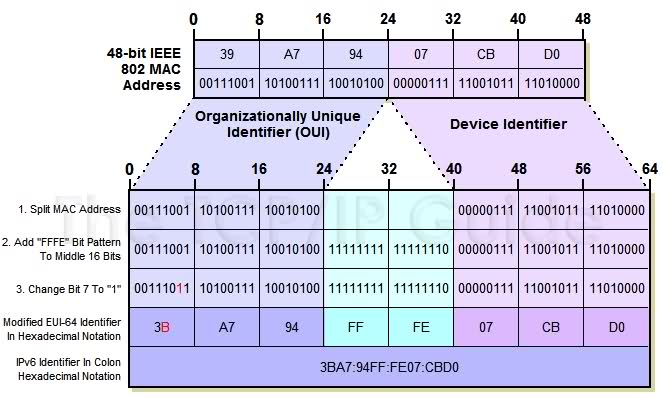 0 8 16 24 32 40 48
48-bit IEEE 802 MAC Address
39 A7 94 07 CB D0
00111001 10100111 10010100 00000111 11001011 11010000
Organizationally Unique Identifier (OUI)
Device Identifier
0 8 16 24 32 40 48 56 64
The TCP/IP Guide
1. Split MAC Address 00111001 10100111 10010100 00000111 11001011 11010000
2. Add "FFFE" Bit Pattern To Middle 16 Bits 00111001 10100111 10010100 11111111 11111110 00000111 11001011 11010000
3. Change Bit 7 To "1" 00111011 10100111 10010100 11111111 11111110 00000111 11001011 11010000
Modified EUI-64 Identifier In Hexadecimal Notation 3B A7 94 FF FE 07 CB D0
IPv6 Identifier In Colon Hexadecimal Notation 3BA7:94FF:FE07:CBD0